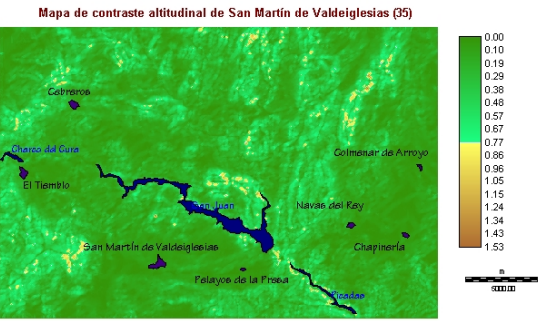 Mapa de contraste altitudinal de San Martín de Valdeiglesias (35)
Cebreros
Charco del Cura
El Tiemblo
San Juan
Colmenar de Arroyo
Navas del Rey
Chapinería
San Martín de Valdeiglesias
Pelayos de la Presa
Picadas
0.00
0.10
0.19
0.29
0.38
0.48
0.57
0.67
0.77
0.86
0.96
1.05
1.15
1.24
1.34
1.43
1.53
m
5000.00